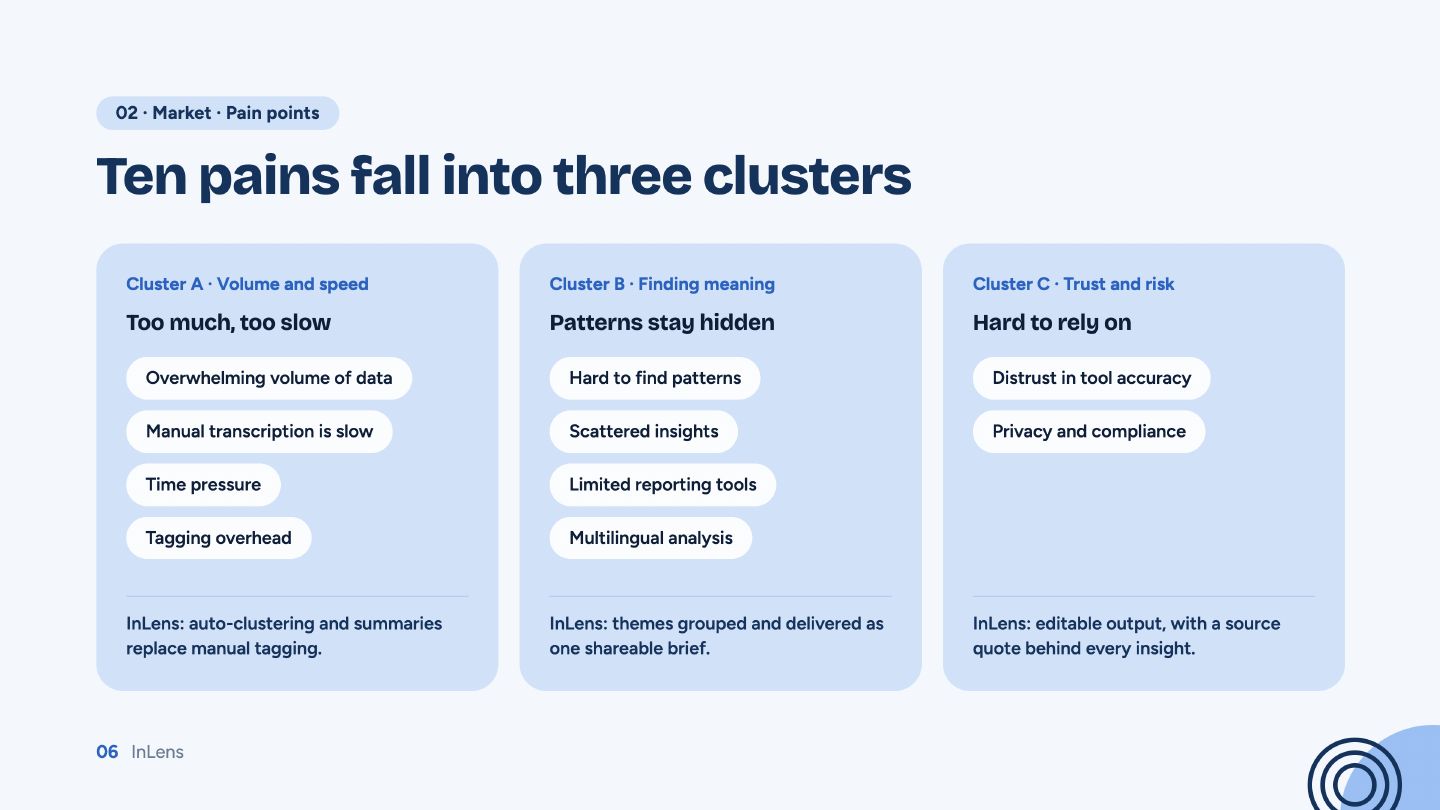 02 · Market · Pain points
Ten pains fall into three clusters
Cluster A · Volume and speed
Too much, too slow
Overwhelming volume of data
Manual transcription is slow
Time pressure
Tagging overhead
InLens: auto-clustering and summaries
replace manual tagging.
Cluster B · Finding meaning
Patterns stay hidden
Hard to find patterns
Scattered insights
Limited reporting tools
Multilingual analysis
InLens: themes grouped and delivered as
one shareable brief.
Cluster C · Trust and risk
Hard to rely on
Distrust in tool accuracy
Privacy and compliance
InLens: editable output, with a source
quote behind every insight.
06 InLens